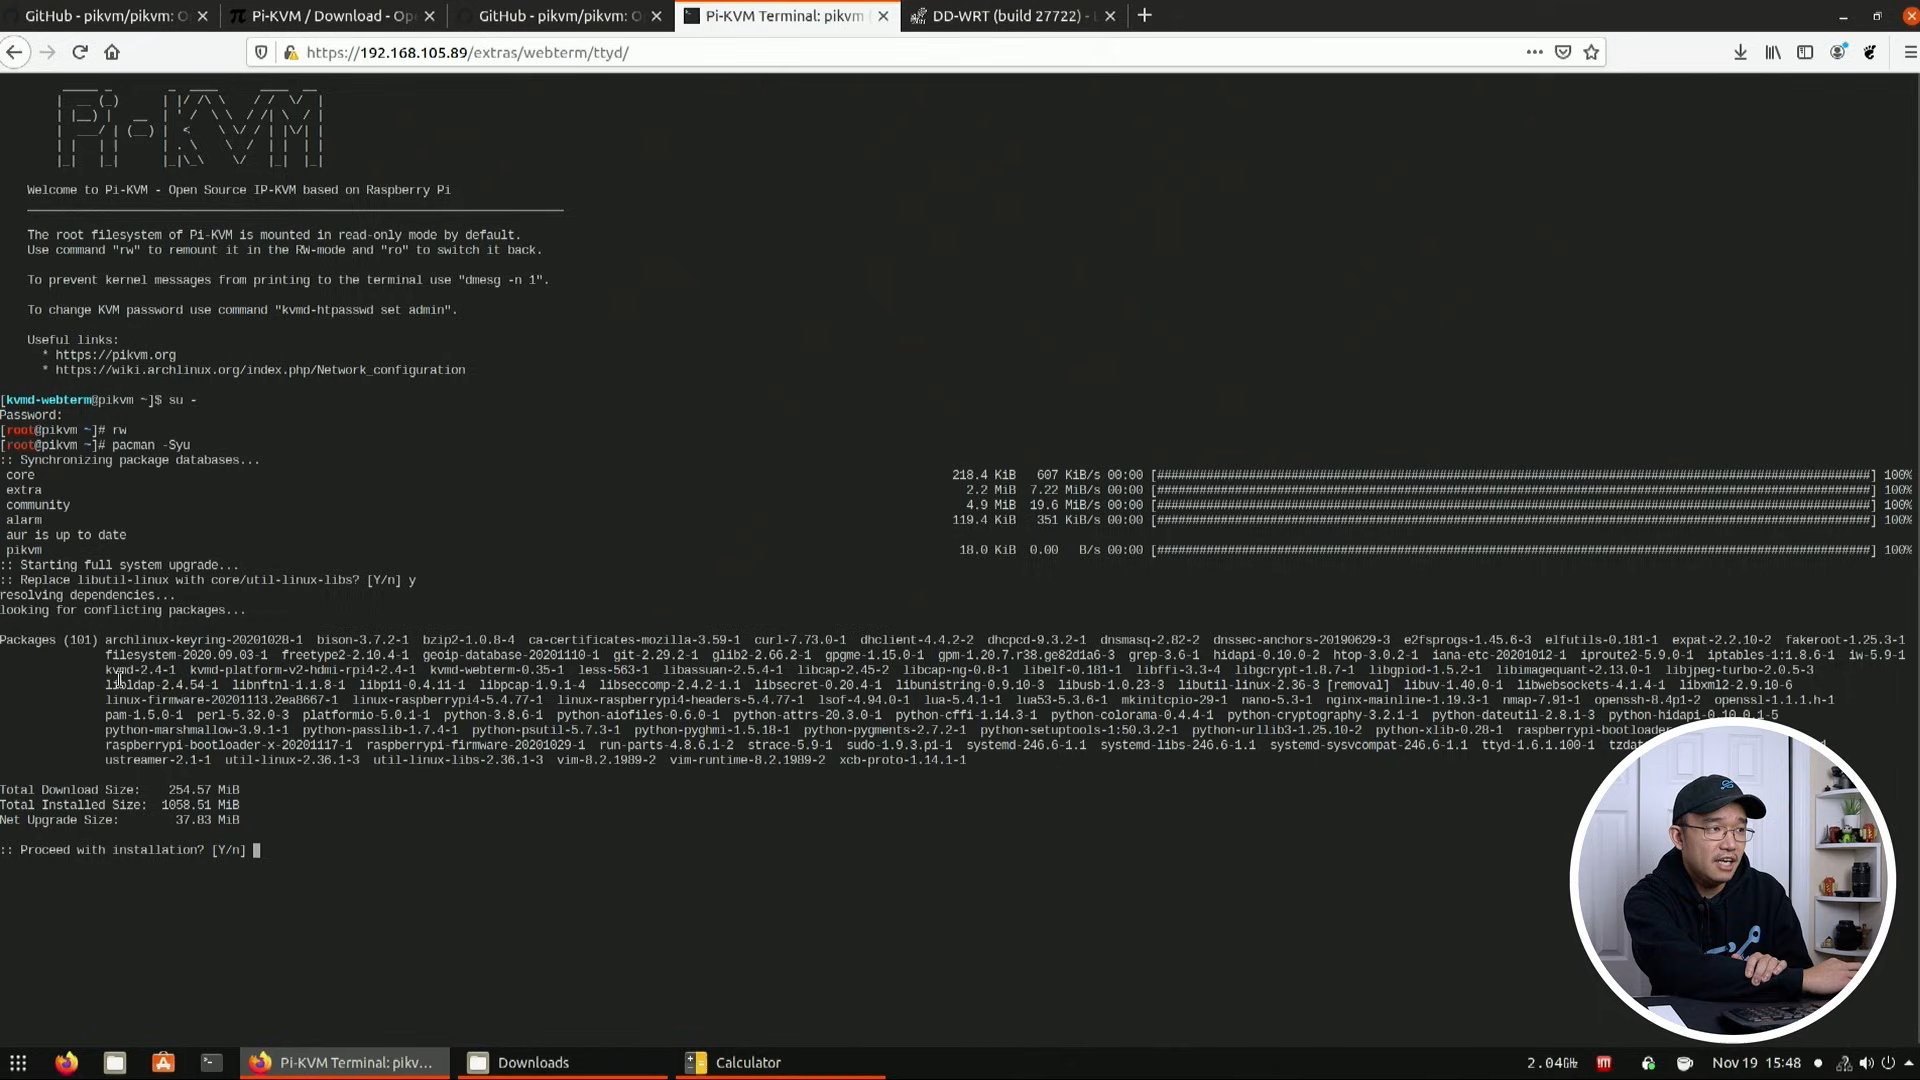 GitHub - pikvm/pikvm: O
Pi-KVM / Download - Ope
GitHub - pikvm/pikvm: O
Pi-KVM Terminal: pikvm
DD-WRT (build 27722) -
https://192.168.105.89/extras/webterm/ttyd/
Welcome to Pi-KVM - Open Source IP-KVM based on Raspberry Pi
The root filesystem of Pi-KVM is mounted in read-only mode by default.
Use command "rw" to remount it in the RW-mode and "ro" to switch it back.
To prevent kernel messages from printing to the terminal use "dmesg -n 1".
To change KVM password use command "kvmd-htpasswd set admin".
Useful links:
* https://pikvm.org
* https://wiki.archlinux.org/index.php/Network_configuration
[kvmd-webterm@pikvm ~]$ su -
Password:
[root@pikvm ~]# rw
[root@pikvm ~]# pacman -Syu
:: Synchronizing package databases...
core 218.4 KiB 607 KiB/s 00:00 100%
extra 2.2 MiB 7.22 MiB/s 00:00 100%
community 4.9 MiB 19.6 MiB/s 00:00 100%
alarm 119.4 KiB 351 KiB/s 00:00 100%
aur is up to date
pikvm 18.0 KiB 0.00 B/s 00:00 100%
:: Starting full system upgrade...
:: Replace libutil-linux with core/util-linux-libs? [Y/n] y
resolving dependencies...
looking for conflicting packages...
Packages (101) archlinux-keyring-20201028-1 bison-3.7.2-1 bzip2-1.0.8-4 ca-certificates-mozilla-3.59-1 curl-7.73.0-1 dhclient-4.4.2-2 dhcpcd-9.3.2-1 dnsmasq-2.82-2 dnssec-anchors-20190629-3 e2fsprogs-1.45.6-3 elfutils-0.181-1 expat-2.2.10-2 fakeroot-1.25.3-1
filesystem-2020.09.03-1 freetype2-2.10.4-1 geoip-database-20201110-1 git-2.29.2-1 glib2-2.66.2-1 gpgme-1.15.0-1 gpm-1.20.7.r38.ge82d1a6-3 grep-3.6-1 hidapi-0.10.0-2 htop-3.0.2-1 iana-etc-20201012-1 iproute2-5.9.0-1 iptables-1:1.8.6-1 iw-5.9-1
kvmd-2.4-1 kvmd-platform-v2-hdmi-rpi4-2.4-1 kvmd-webterm-0.35-1 less-563-1 libassuan-2.5.4-1 libcap-2.45-2 libcap-ng-0.8-1 libelf-0.181-1 libffi-3.3-4 libgcrypt-1.8.7-1 libgpiod-1.5.2-1 libimagequant-2.13.0-1 libjpeg-turbo-2.0.5-3
libldap-2.4.54-1 libnftnl-1.1.8-1 libp11-0.4.11-1 libpcap-1.9.1-4 libseccomp-2.4.2-1.1 libsecret-0.20.4-1 libunistring-0.9.10-3 libusb-1.0.23-3 libutil-linux-2.36-3 [removal] libuv-1.40.0-1 libwebsockets-4.1.4-1 libxml2-2.9.10-6
linux-firmware-20201113.2ea8667-1 linux-raspberrypi4-5.4.77-1 linux-raspberrypi4-headers-5.4.77-1 lsof-4.94.0-1 lua-5.4.1-1 lua53-5.3.6-1 mkinitcpio-29-1 nano-5.3-1 nginx-mainline-1.19.3-1 nmap-7.91-1 openssh-8.4p1-2 openssl-1.1.1.h-1
pam-1.5.0-1 perl-5.32.0-3 platformio-5.0.1-1 python-3.8.6-1 python-aiofiles-0.6.0-1 python-attrs-20.3.0-1 python-cffi-1.14.3-1 python-colorama-0.4.4-1 python-cryptography-3.2.1-1 python-dateutil-2.8.1-3 python-hidapi-0.10.0.1-5
python-marshmallow-3.9.1-1 python-passlib-1.7.4-1 python-psutil-5.7.3-1 python-pyghmi-1.5.18-1 python-pygments-2.7.2-1 python-setuptools-1:50.3.2-1 python-urllib3-1.25.10-2 python-xlib-0.28-1 raspberrypi-bootloader
raspberrypi-bootloader-x-20201117-1 raspberrypi-firmware-20201029-1 run-parts-4.8.6.1-2 strace-5.9-1 sudo-1.9.3.p1-1 systemd-246.6-1.1 systemd-libs-246.6-1.1 systemd-sysvcompat-246.6-1.1 ttyd-1.6.1.100-1 tzdat
ustreamer-2.1-1 util-linux-2.36.1-3 util-linux-libs-2.36.1-3 vim-8.2.1989-2 vim-runtime-8.2.1989-2 xcb-proto-1.14.1-1
Total Download Size: 254.57 MiB
Total Installed Size: 1058.51 MiB
Net Upgrade Size: 37.83 MiB
:: Proceed with installation? [Y/n]
Pi-KVM Terminal: pikv...
Downloads
Calculator
2.04GHz
Nov 19 15:48